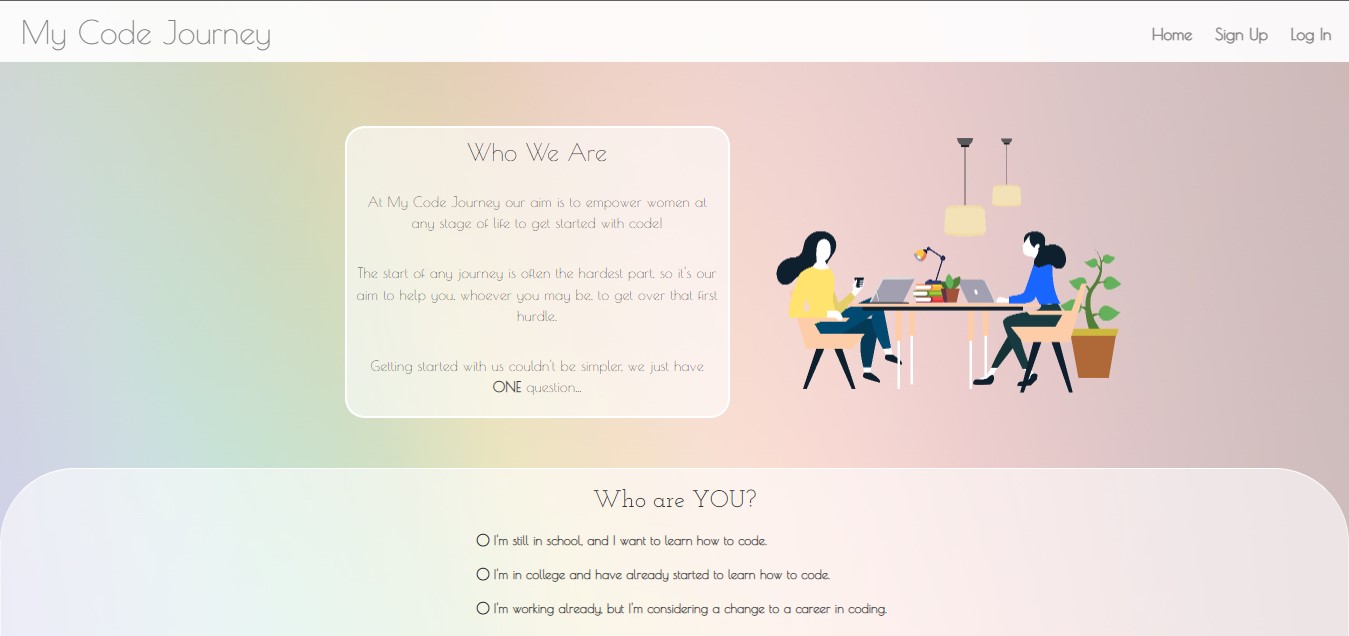 My Code Journey
Home Sign Up Log In
Who We Are
At My Code Journey our aim is to empower women at
any stage of life to get started with code!
The start of any journey is often the hardest part, so it's our
aim to help you, whoever you may be, to get over that first
hurdle.
Getting started with us couldn't be simpler, we just have
ONE question...
Who are YOU?
I'm still in school, and I want to learn how to code.
I'm in college and have already started to learn how to code.
I'm working already, but I'm considering a change to a career in coding.